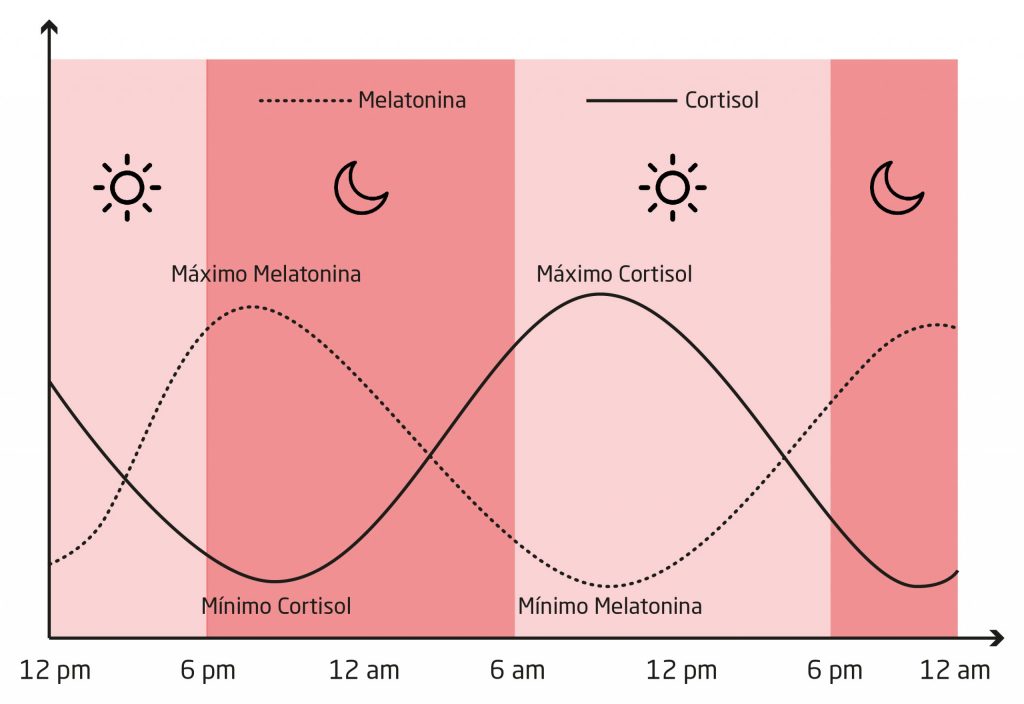 Melatonina
Cortisol
Máximo Melatonina
Máximo Cortisol
Mínimo Cortisol
Mínimo Melatonina
12 pm
6 pm
12 am
6 am
12 pm
6 pm
12 am